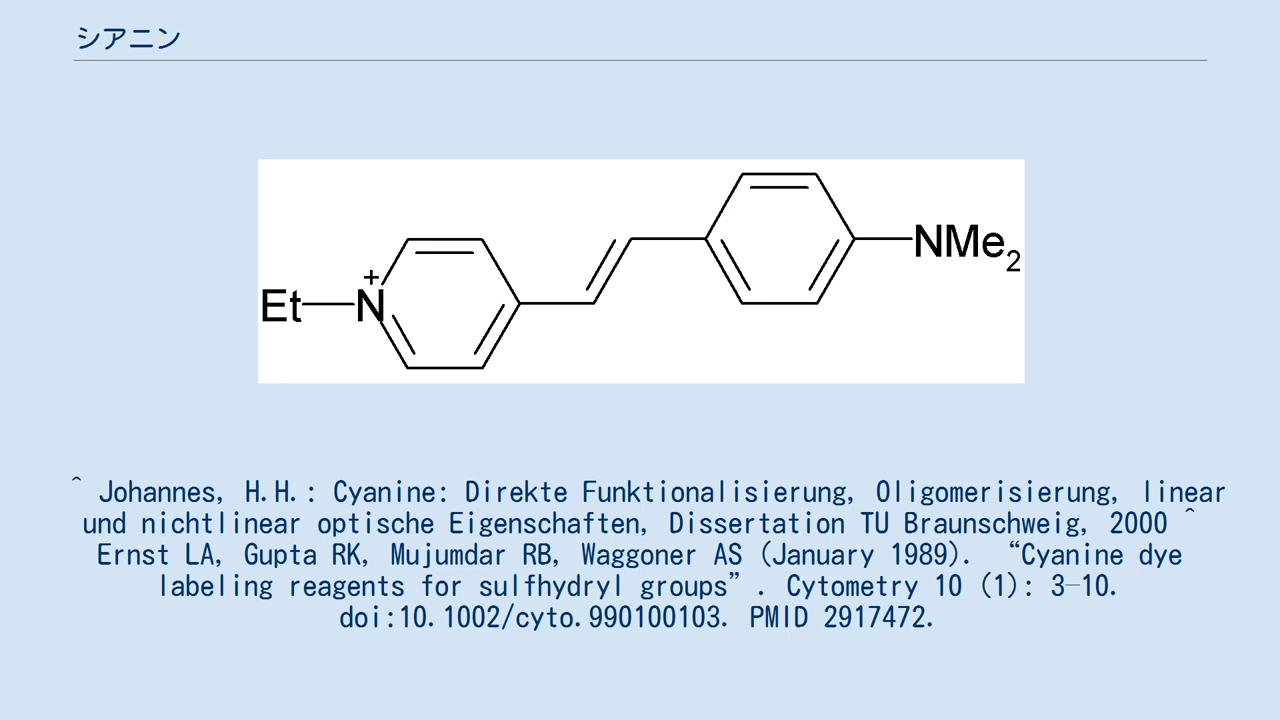 シアニン
Et—N+
NMe2
^ Johannes, H.H.: Cyanine: Direkte Funktionalisierung, Oligomerisierung, linear
und nichtlinear optische Eigenschaften, Dissertation TU Braunschweig, 2000 ^
Ernst LA, Gupta RK, Mujumdar RB, Waggoner AS (January 1989). “Cyanine dye
labeling reagents for sulfhydryl groups”. Cytometry 10 (1): 3–10.
doi:10.1002/cyto.990100103. PMID 2917472.